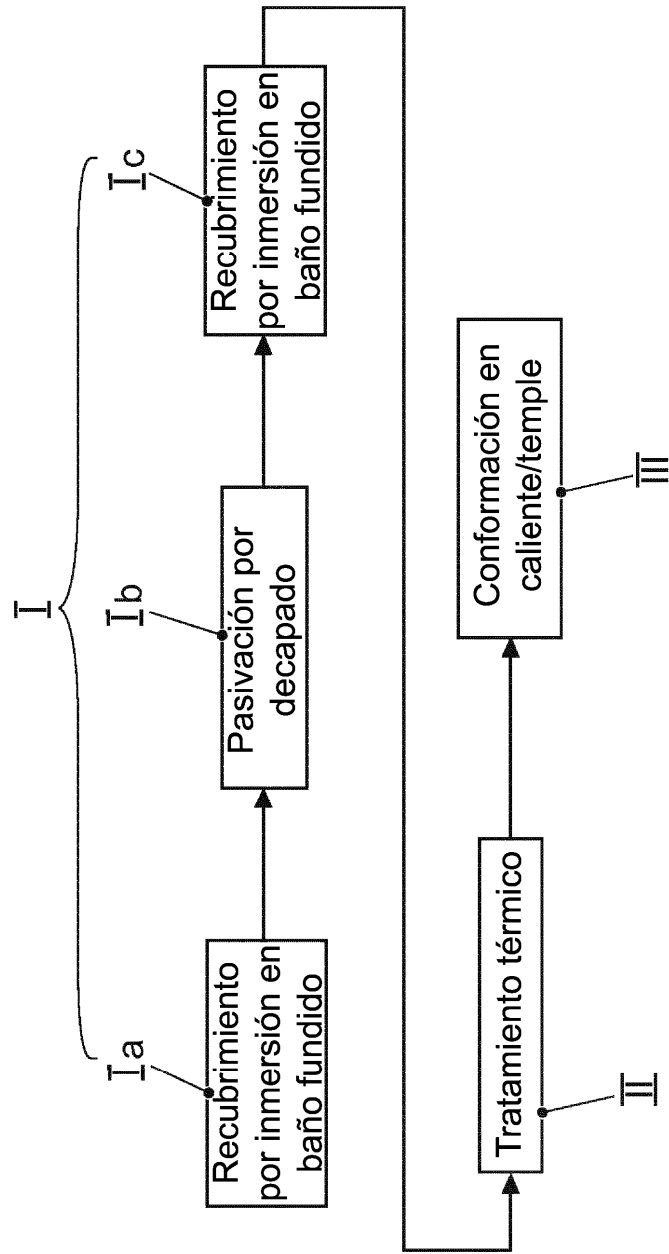 I
Ia
Recubrimiento
por inmersión en
baño fundido
Ib
Pasivación por
decapado
Ic
Recubrimiento
por inmersión en
baño fundido
Tratamiento térmico
II
Conformación en
caliente/temple
III